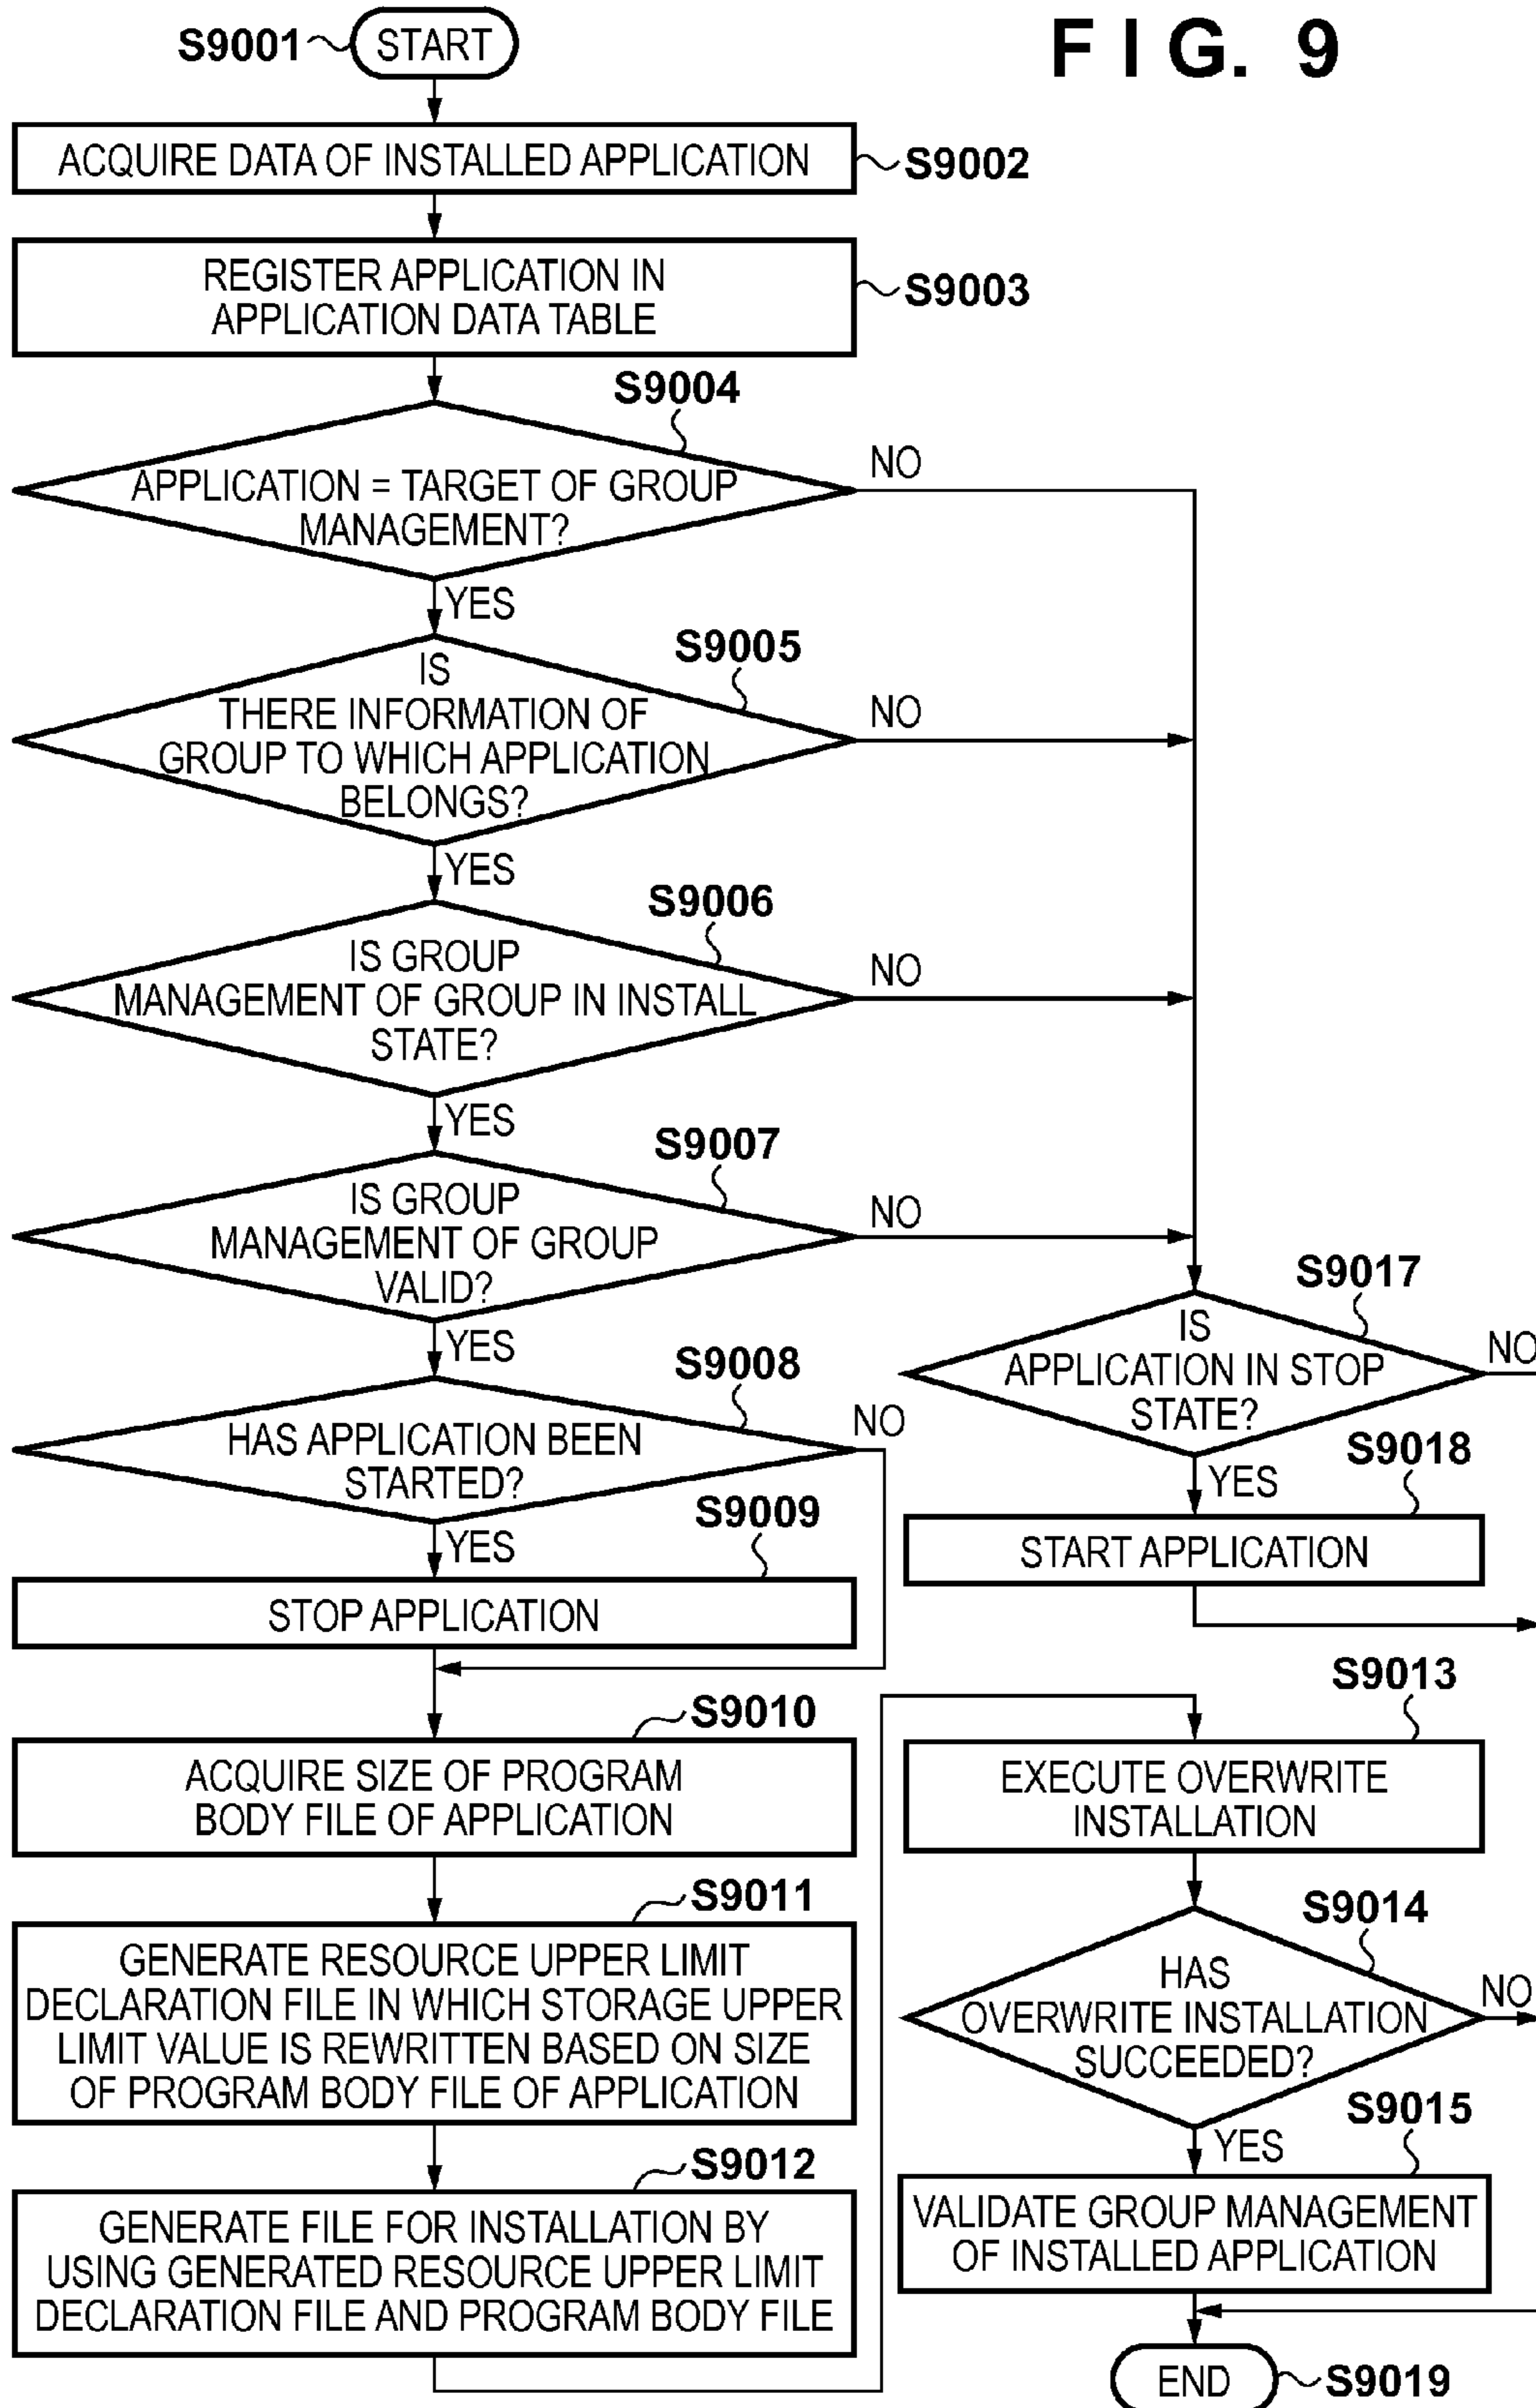 FIG. 9
S9001
START
ACQUIRE DATA OF INSTALLED APPLICATION
S9002
REGISTER APPLICATION IN
APPLICATION DATA TABLE
S9003
S9004
APPLICATION = TARGET OF GROUP
MANAGEMENT?
NO
YES
S9005
IS
THERE INFORMATION OF
GROUP TO WHICH APPLICATION
BELONGS?
NO
YES
S9006
IS GROUP
MANAGEMENT OF GROUP IN INSTALL
STATE?
NO
YES
S9007
IS GROUP
MANAGEMENT OF GROUP
VALID?
NO
YES
S9008
HAS APPLICATION BEEN
STARTED?
NO
YES
S9009
STOP APPLICATION
S9010
ACQUIRE SIZE OF PROGRAM
BODY FILE OF APPLICATION
S9011
GENERATE RESOURCE UPPER LIMIT
DECLARATION FILE IN WHICH STORAGE UPPER
LIMIT VALUE IS REWRITTEN BASED ON SIZE
OF PROGRAM BODY FILE OF APPLICATION
S9012
GENERATE FILE FOR INSTALLATION BY
USING GENERATED RESOURCE UPPER LIMIT
DECLARATION FILE AND PROGRAM BODY FILE
S9017
IS
APPLICATION IN STOP
STATE?
NO
YES
S9018
START APPLICATION
S9013
EXECUTE OVERWRITE
INSTALLATION
S9014
HAS
OVERWRITE INSTALLATION
SUCCEEDED?
NO
YES
S9015
VALIDATE GROUP MANAGEMENT
OF INSTALLED APPLICATION
END
S9019